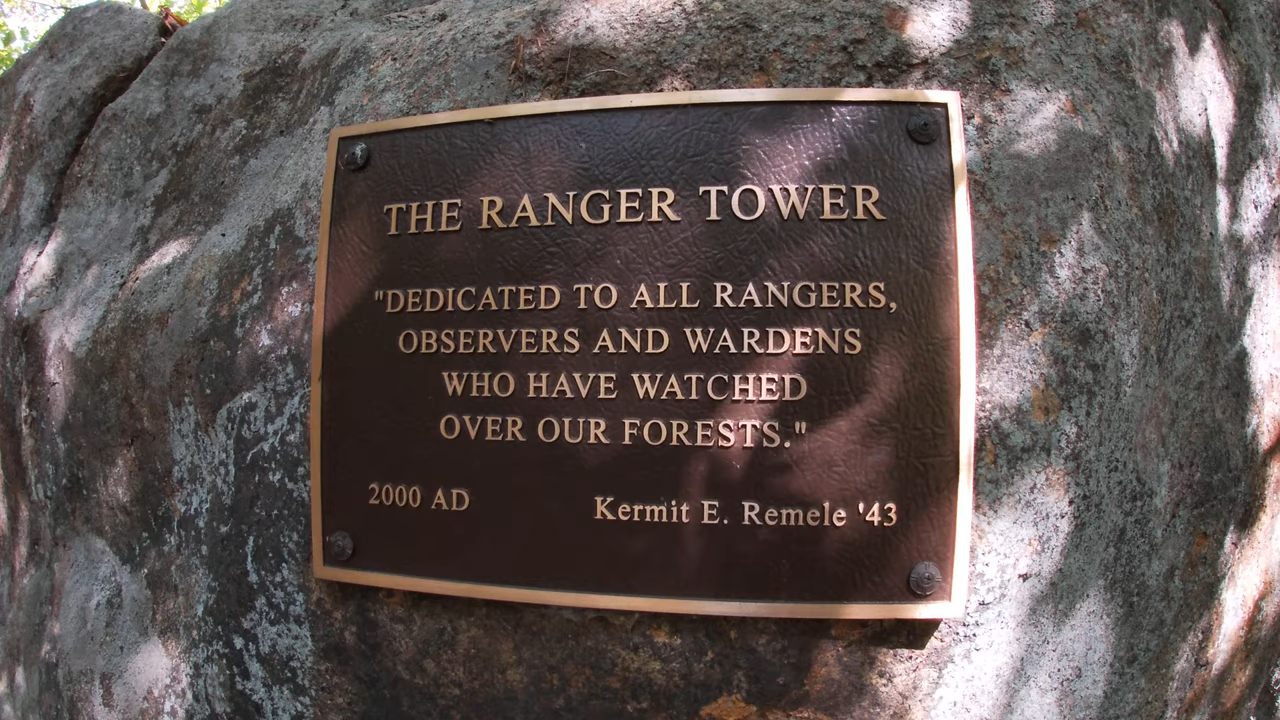 THE RANGER TOWER
"DEDICATED TO ALL RANGERS,
OBSERVERS AND WARDENS
WHO HAVE WATCHED
OVER OUR FORESTS."
2000 AD
Kermit E. Remele '43